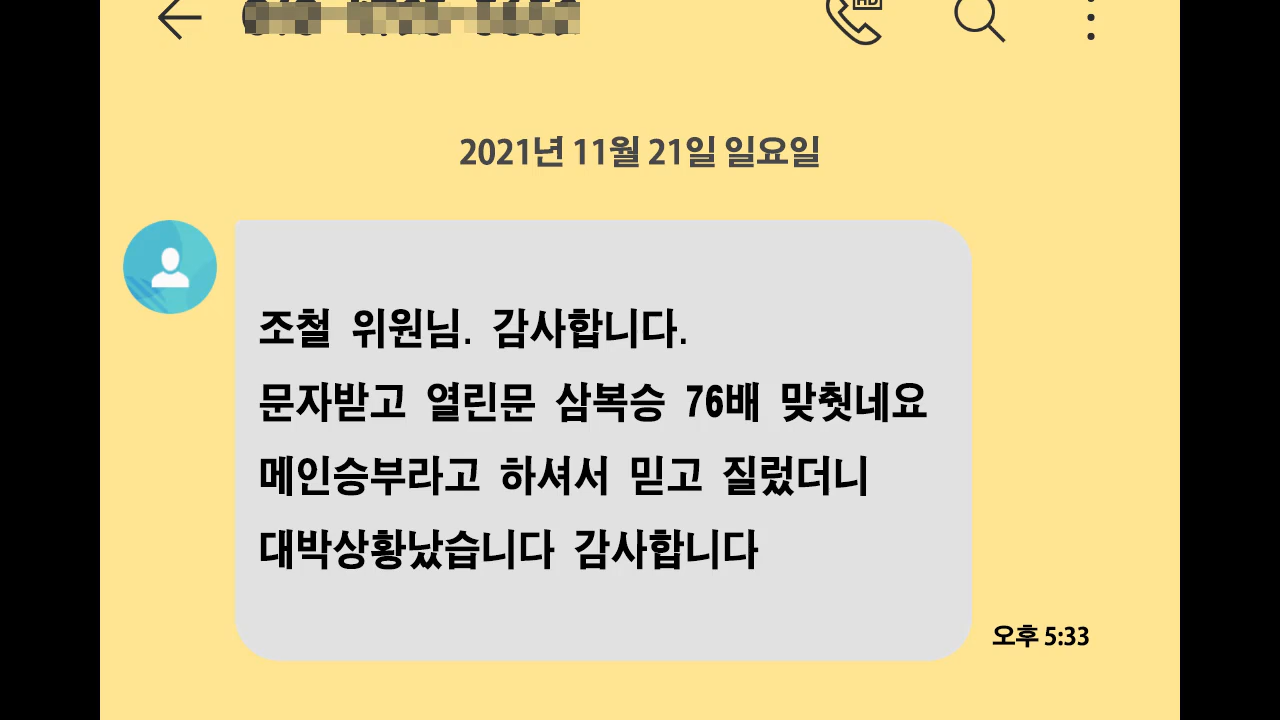 2021년 11월 21일 일요일
조철 위원님. 감사합니다.
문자받고 열린문 삼복승 76배 맞췃네요
메인승부라고 하셔서 믿고 질렀더니
대박상황났습니다 감사합니다
오후 5:33